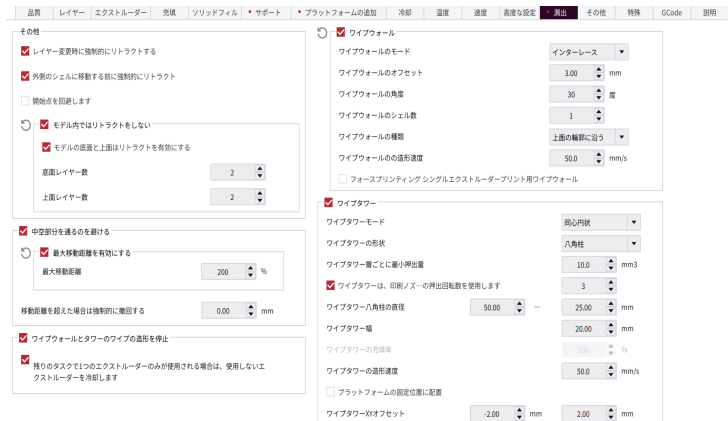 品質 レイヤー エクストルーダー 充填 ソリッドフィル * サポート * プラットフォームの追加 冷却 温度 速度 高度な設定 * 漏出 その他 特殊 GCode 説明
その他
レイヤー変更時に強制的にリトラクトする
外側のシェルに移動する前に強制的にリトラクト
開始点を回避します
モデル内ではリトラクトをしない
モデルの底面と上面はリトラクトを有効にする
底面レイヤー数 2
上面レイヤー数 2
中空部分を通るのを避ける
最大移動距離を有効にする
最大移動距離 200 %
移動距離を超えた場合は強制的に撤回する 0.00 mm
ワイプウォールとタワーのワイプの造形を停止
残りのタスクで1つのエクストルーダーのみが使用される場合は、使用しないエ
クストルーダーを冷却します
ワイプウォール
ワイプウォールのモード インターレース
ワイプウォールのオフセット 3.00 mm
ワイプウォールの角度 30 度
ワイプウォールのシェル数 1
ワイプウォールの種類 上面の輪郭に沿う
ワイプウォールのの造形速度 50.0 mm/s
フォースプリンティング シングルエクストルーダープリント用ワイプウォール
ワイプタワー
ワイプタワーモード 同心円状
ワイプタワーの形状 八角柱
ワイプタワー層ごとに最小押出量 10.0 mm3
ワイプタワーは、印刷ノズ…の押出回転数を使用します 3
ワイプタワー八角柱の直径 50.00 — 25.00 mm
ワイプタワー幅 20.00 mm
ワイプタワーの充填率 105 %
ワイプタワーの造形速度 50.0 mm/s
プラットフォームの固定位置に配置
ワイプタワーXYオフセット -2.00 mm 2.00 mm